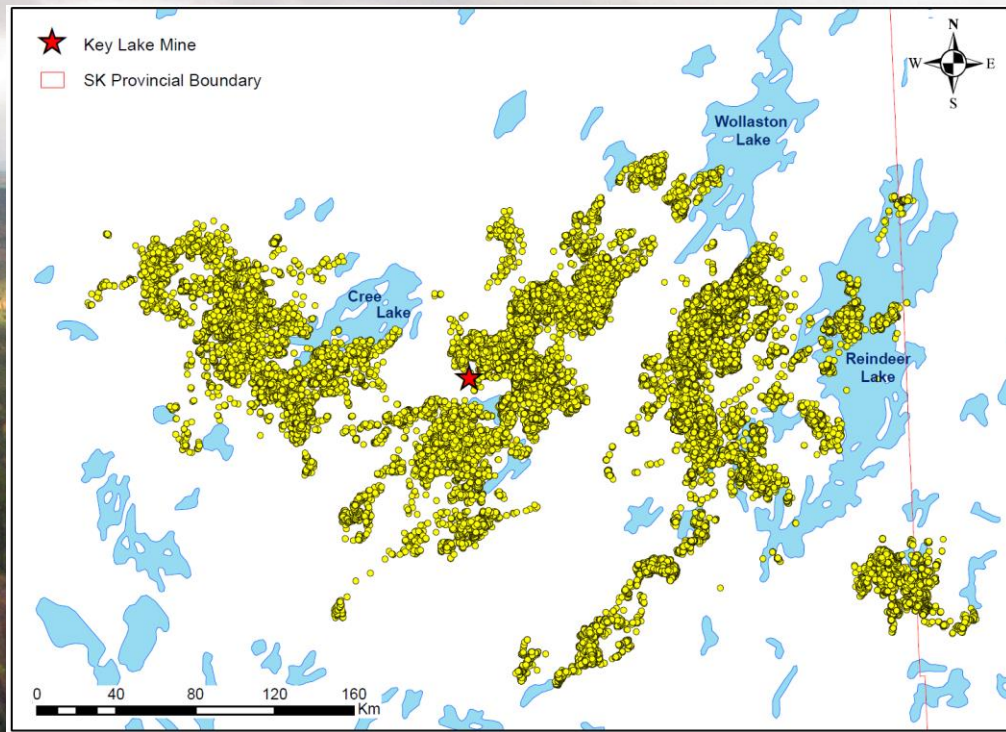 Key Lake Mine
SK Provincial Boundary
N
W E
S
Wollaston
Lake
Cree
Lake
Reindeer
Lake
0 40 80 120 160
Km